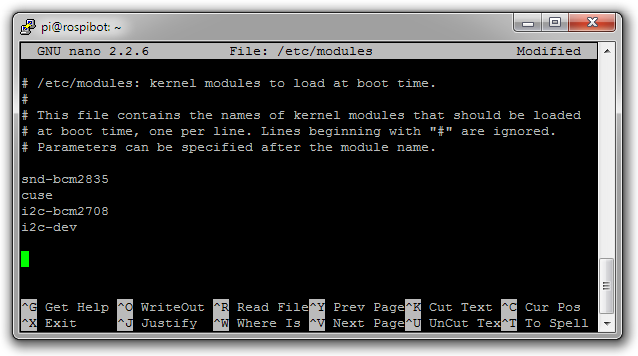 pi@rospibot: ~
GNU nano 2.2.6 File: /etc/modules Modified
# /etc/modules: kernel modules to load at boot time.
#
# This file contains the names of kernel modules that should be loaded
# at boot time, one per line. Lines beginning with "#" are ignored.
# Parameters can be specified after the module name.
snd-bcm2835
cuse
i2c-bcm2708
i2c-dev
^G Get Help ^O WriteOut ^R Read File ^Y Prev Page ^K Cut Text ^C Cur Pos
^X Exit ^J Justify ^W Where Is ^V Next Page ^U UnCut Tex ^T To Spell